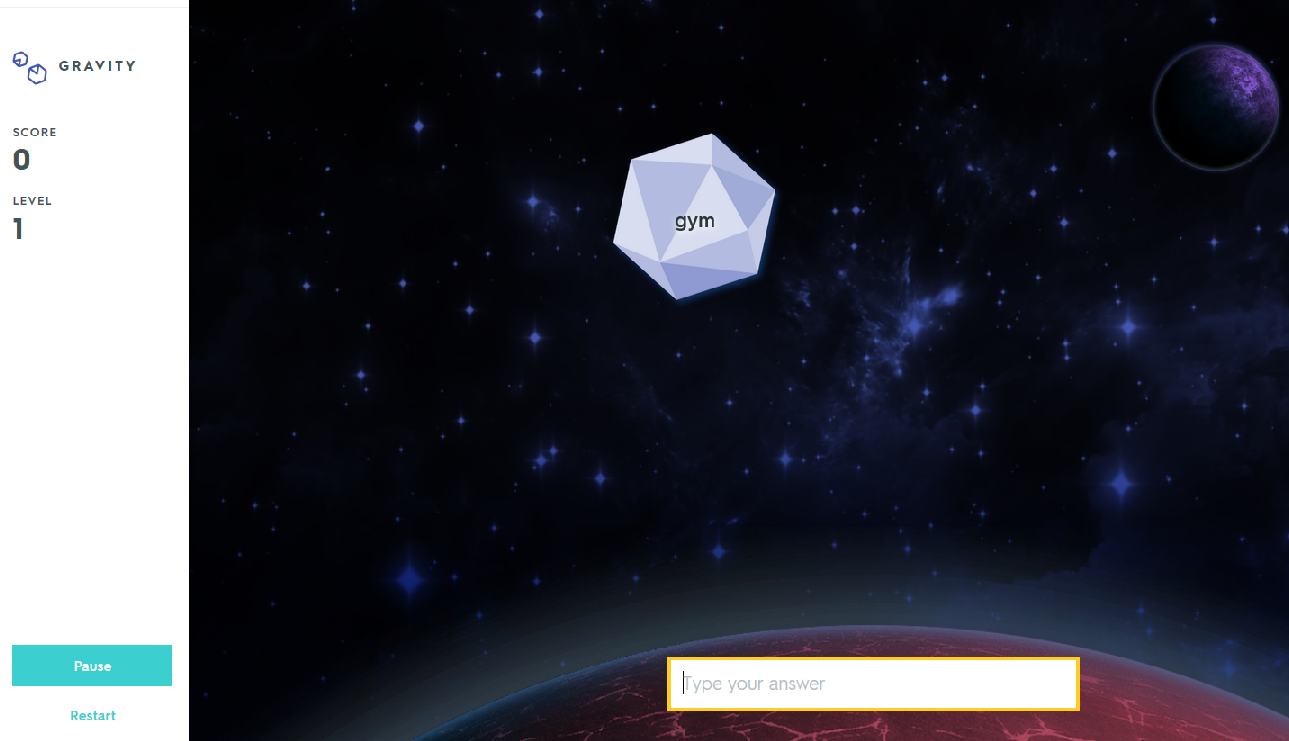 GRAVITY
SCORE
0
LEVEL
1
gym
Type your answer
Pause
Restart